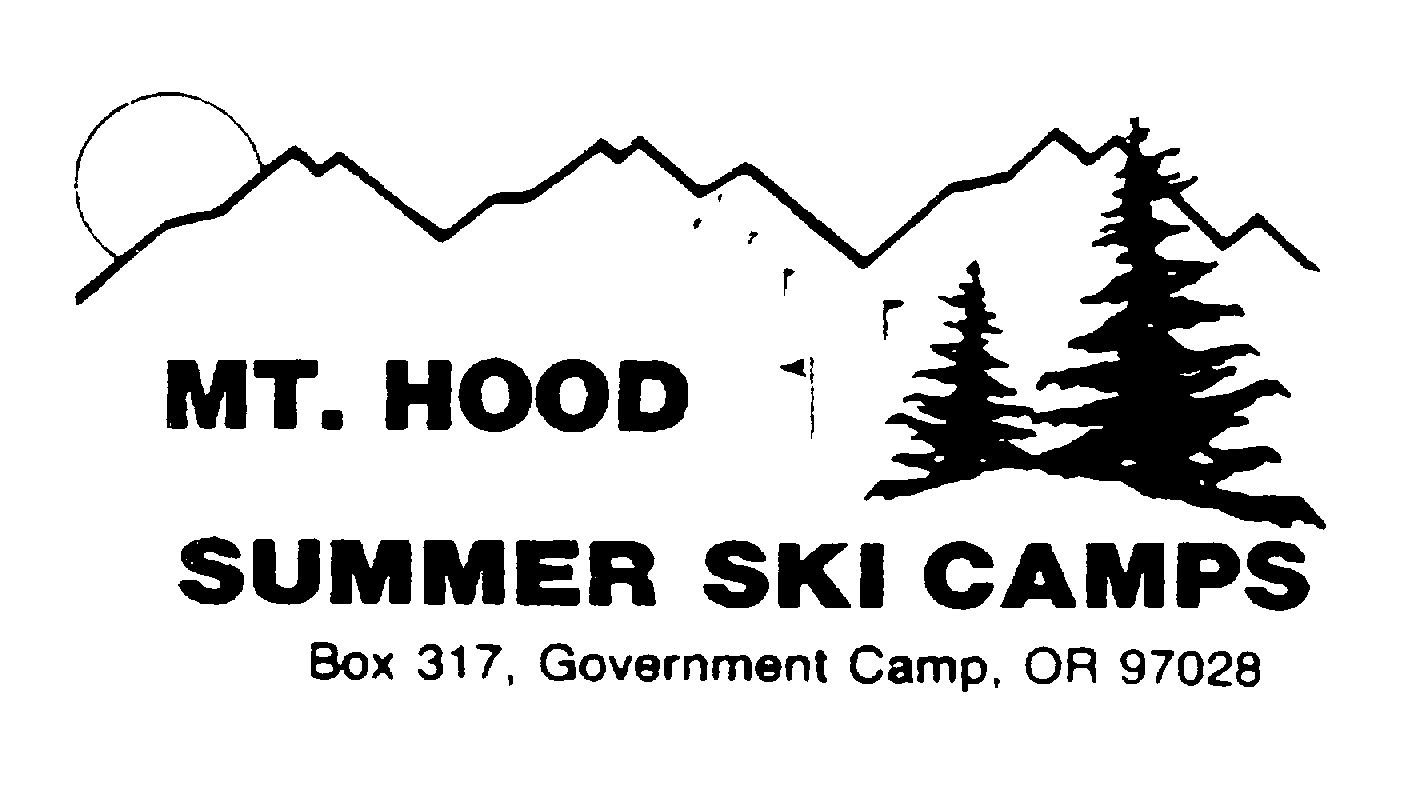 MT. HOOD
SUMMER SKI CAMPS
Box 317, Government Camp, OR 97028